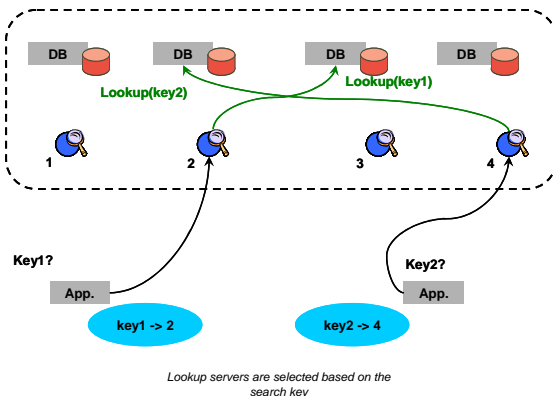 DB
DB
DB
DB
Lookup(key2)
Lookup(key1)
1
2
3
4
Key1?
Key2?
App.
App.
key1 -> 2
key2 -> 4
Lookup servers are selected based on the
search key